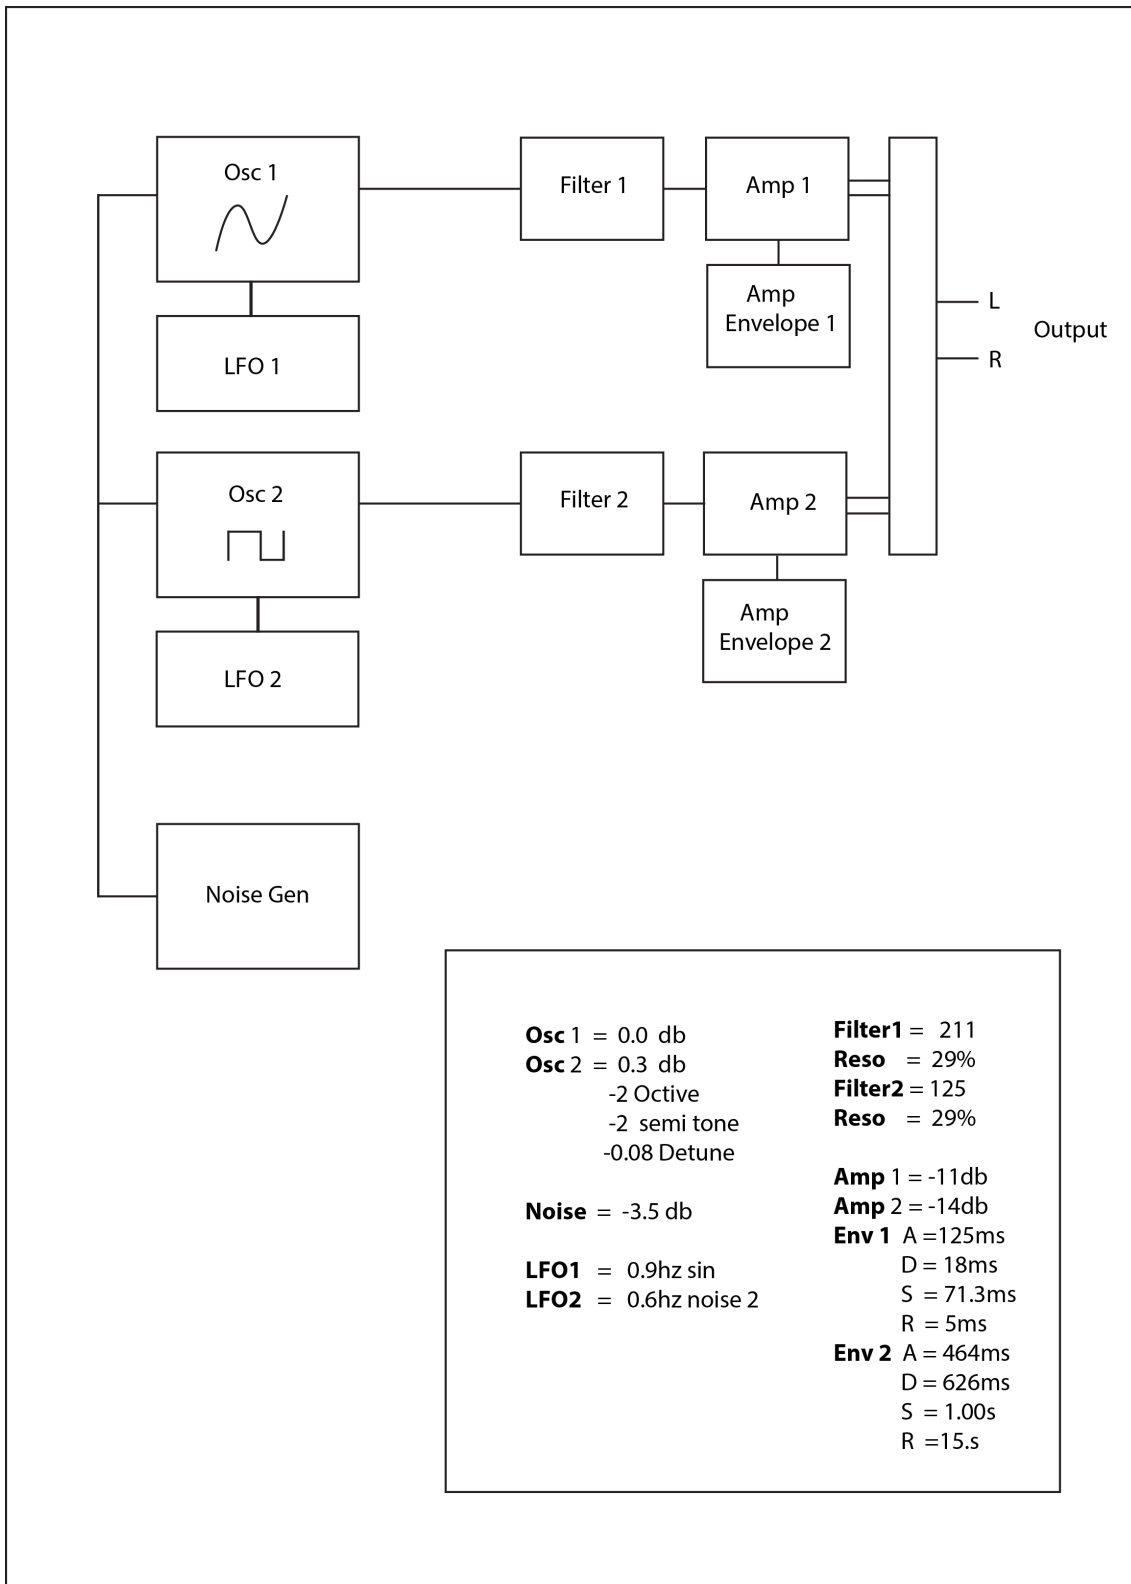 Osc 1
Filter 1
Amp 1
Amp
Envelope 1
L
Output
R
LFO 1
Osc 2
Filter 2
Amp 2
Amp
Envelope 2
LFO 2
Noise Gen
Osc 1 = 0.0 db
Osc 2 = 0.3 db
-2 Octive
-2 semi tone
-0.08 Detune
Noise = -3.5 db
LFO1 = 0.9hz sin
LFO2 = 0.6hz noise 2
Filter1 = 211
Reso = 29%
Filter2 = 125
Reso = 29%
Amp 1 = -11db
Amp 2 = -14db
Env 1 A =125ms
D = 18ms
S = 71.3ms
R = 5ms
Env 2 A = 464ms
D = 626ms
S = 1.00s
R =15.s